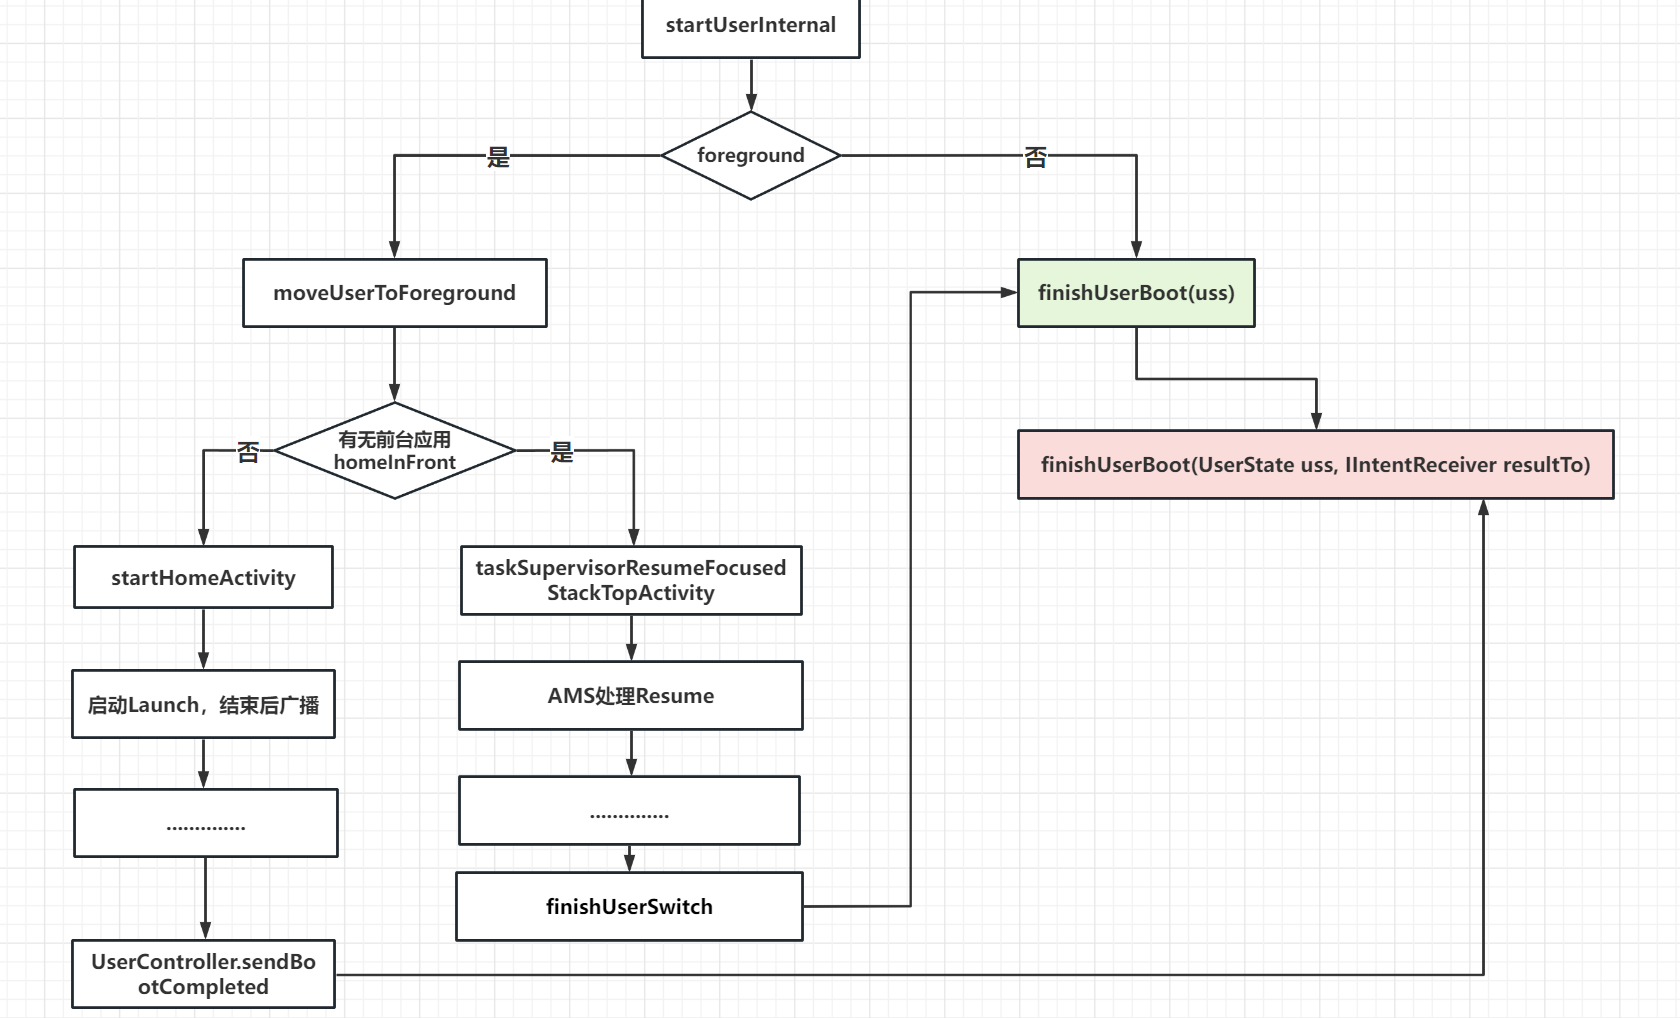 startUserInternal
foreground
是
否
moveUserToForeground
finishUserBoot(uss)
有无前台应用
homeInFront
否
是
finishUserBoot(UserState uss, IIntentReceiver resultTo)
startHomeActivity
taskSupervisorResumeFocused
StackTopActivity
启动Launch，结束后广播
AMS处理Resume
..............
..............
finishUserSwitch
UserController.sendBo
otCompleted